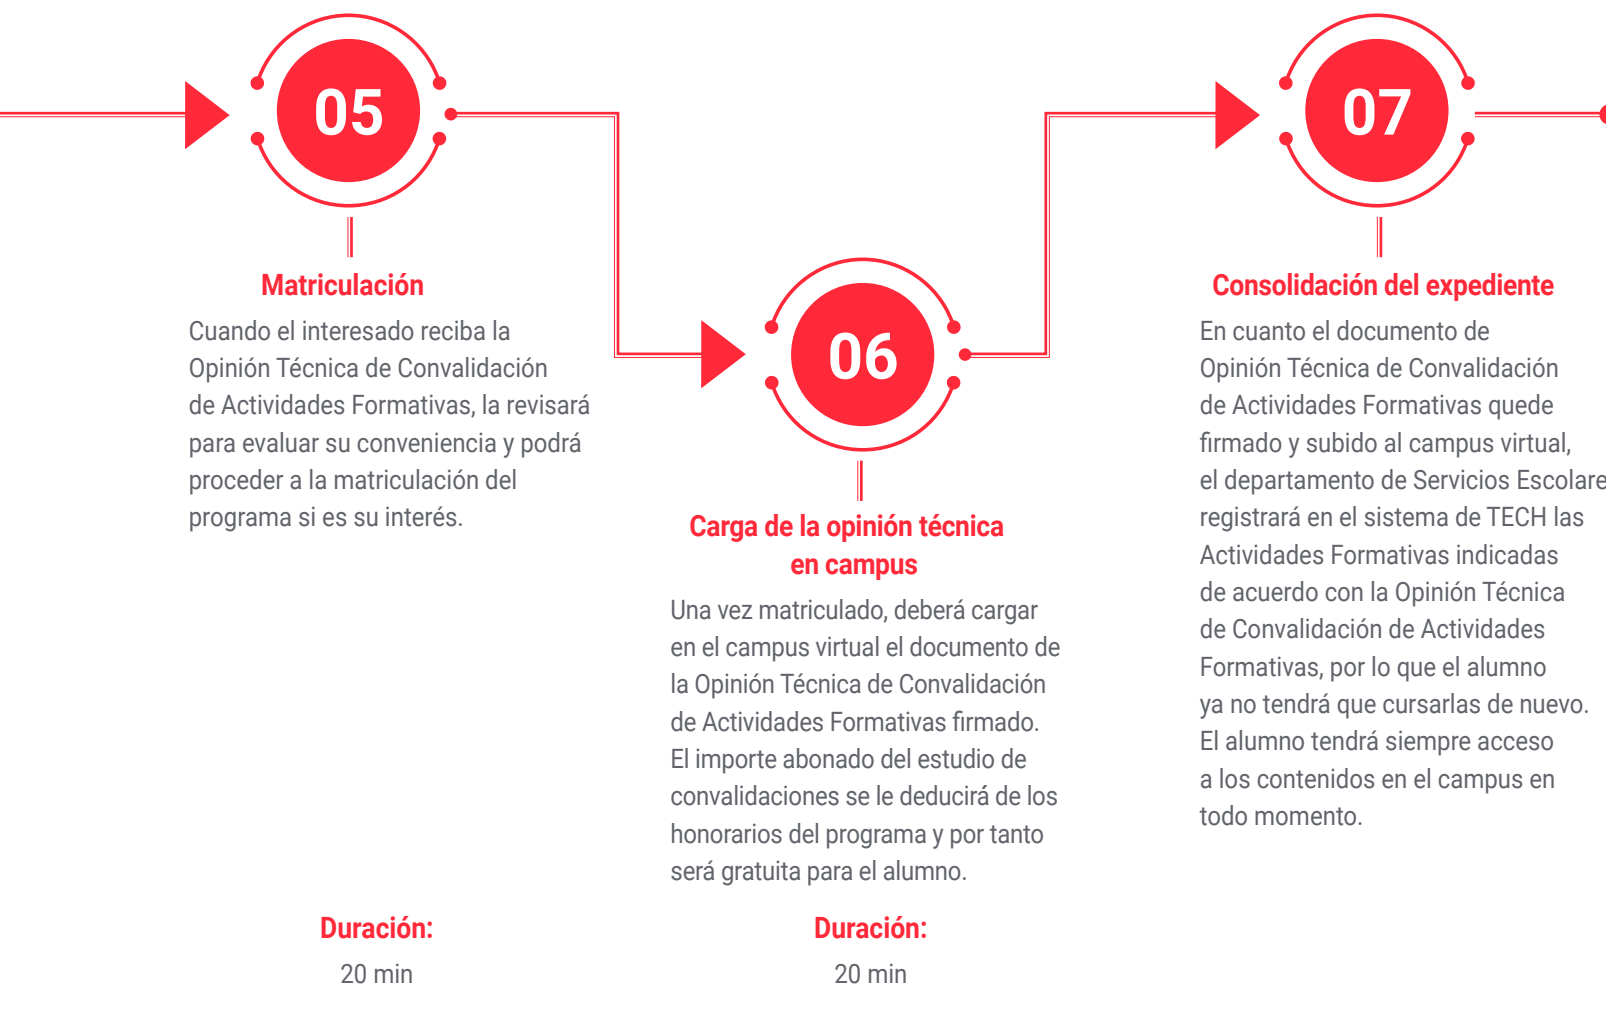 05
Matriculación
Cuando el interesado reciba la
Opinión Técnica de Convalidación
de Actividades Formativas, la revisará
para evaluar su conveniencia y podrá
proceder a la matriculación del
programa si es su interés.
Duración:
20 min
06
Carga de la opinión técnica
en campus
Una vez matriculado, deberá cargar
en el campus virtual el documento de
la Opinión Técnica de Convalidación
de Actividades Formativas firmado.
El importe abonado del estudio de
convalidaciones se le deducirá de los
honorarios del programa y por tanto
será gratuita para el alumno.
Duración:
20 min
07
Consolidación del expediente
En cuanto el documento de
Opinión Técnica de Convalidación
de Actividades Formativas quede
firmado y subido al campus virtual,
el departamento de Servicios Escolare
registrará en el sistema de TECH las
Actividades Formativas indicadas
de acuerdo con la Opinión Técnica
de Convalidación de Actividades
Formativas, por lo que el alumno
ya no tendrá que cursarlas de nuevo.
El alumno tendrá siempre acceso
a los contenidos en el campus en
todo momento.